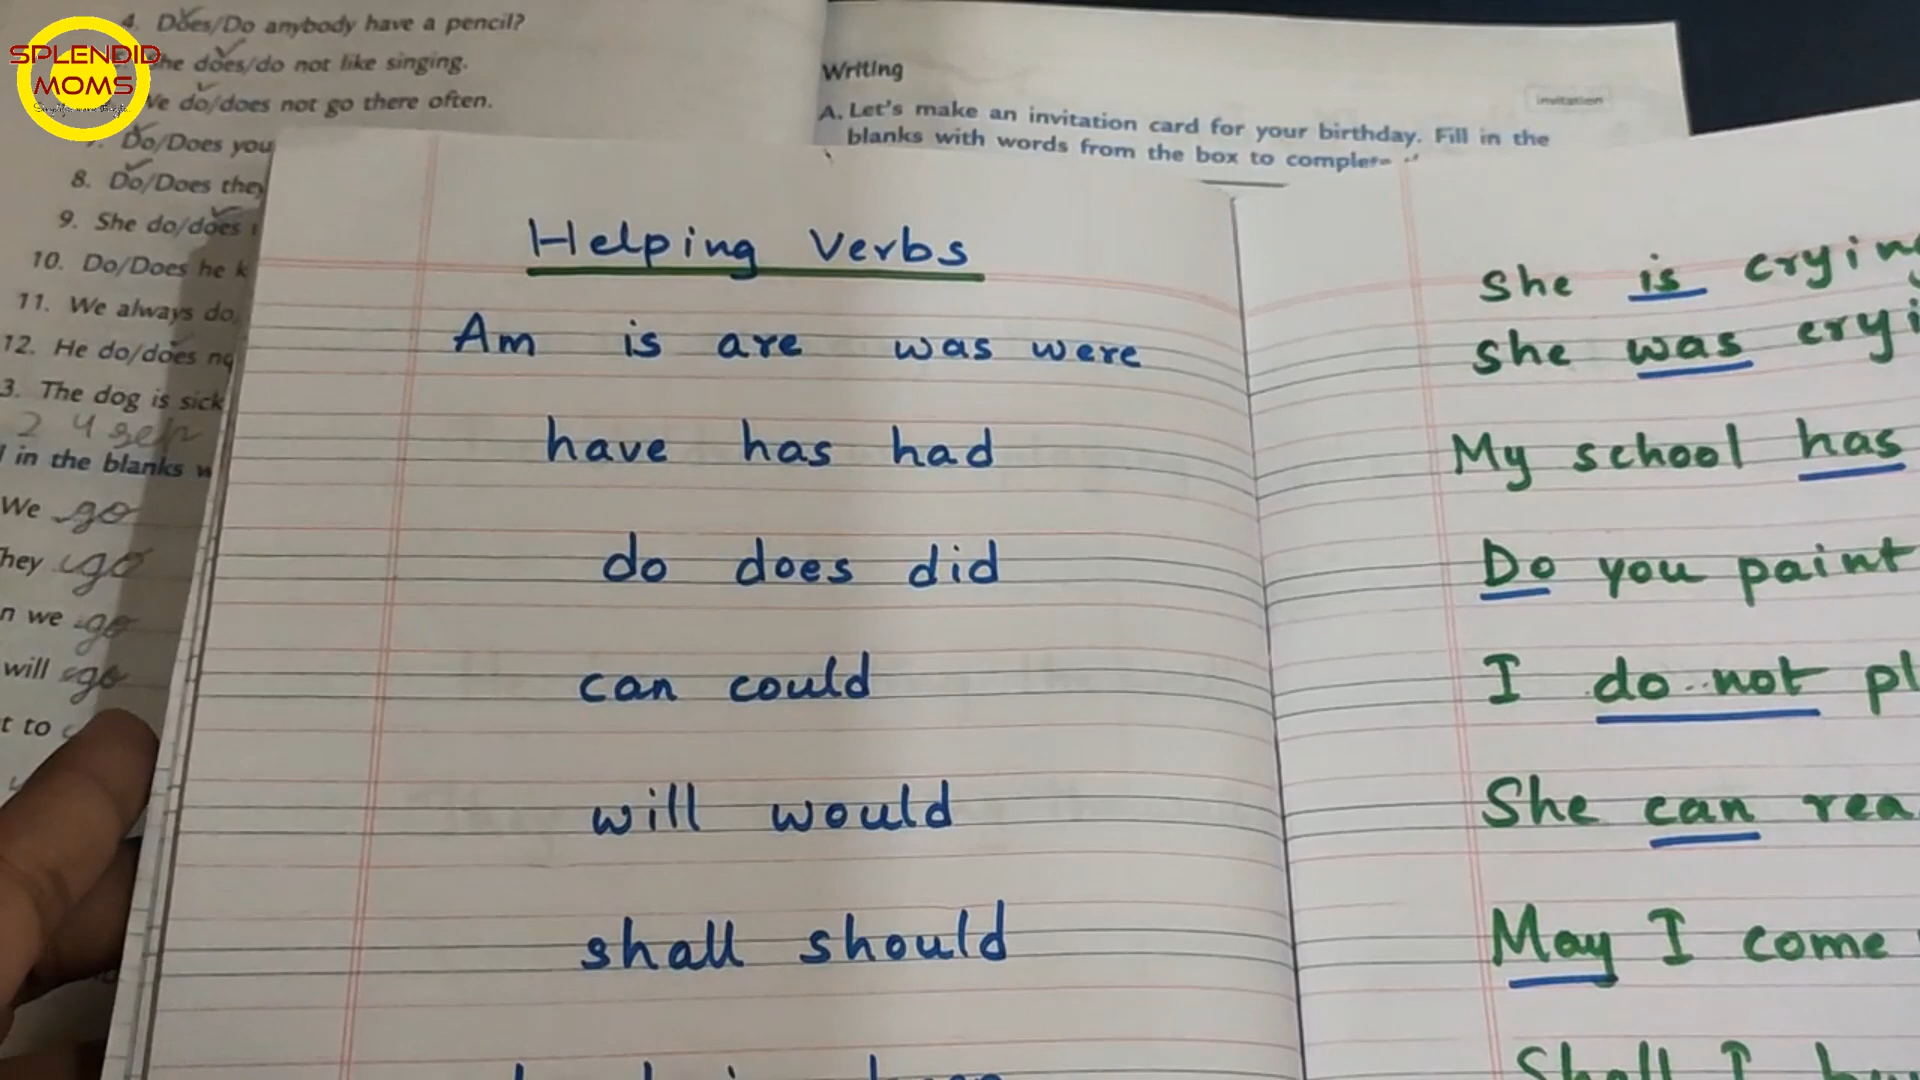 SPLENDID
MOMS
4. Does/Do anybody have a pencil?
he does/do not like singing.
We do/does not go there often.
Do/Does you
8. Do/Does they
9. She do/does
10. Do/Does he k
11. We always do
12. He do/does no
3. The dog is sick
2 4
in the blanks w
We go
hey go
n we go
will go
t to
Writing
invitation
A. Let's make an invitation card for your birthday. Fill in the
blanks with words from the box to complete
Helping Verbs
Am is are was were
have has had
do does did
can could
will would
shall should
She is cryin
She was cryi
My school has
Do you paint
I do not pl
She can rea
May I come
Shall I